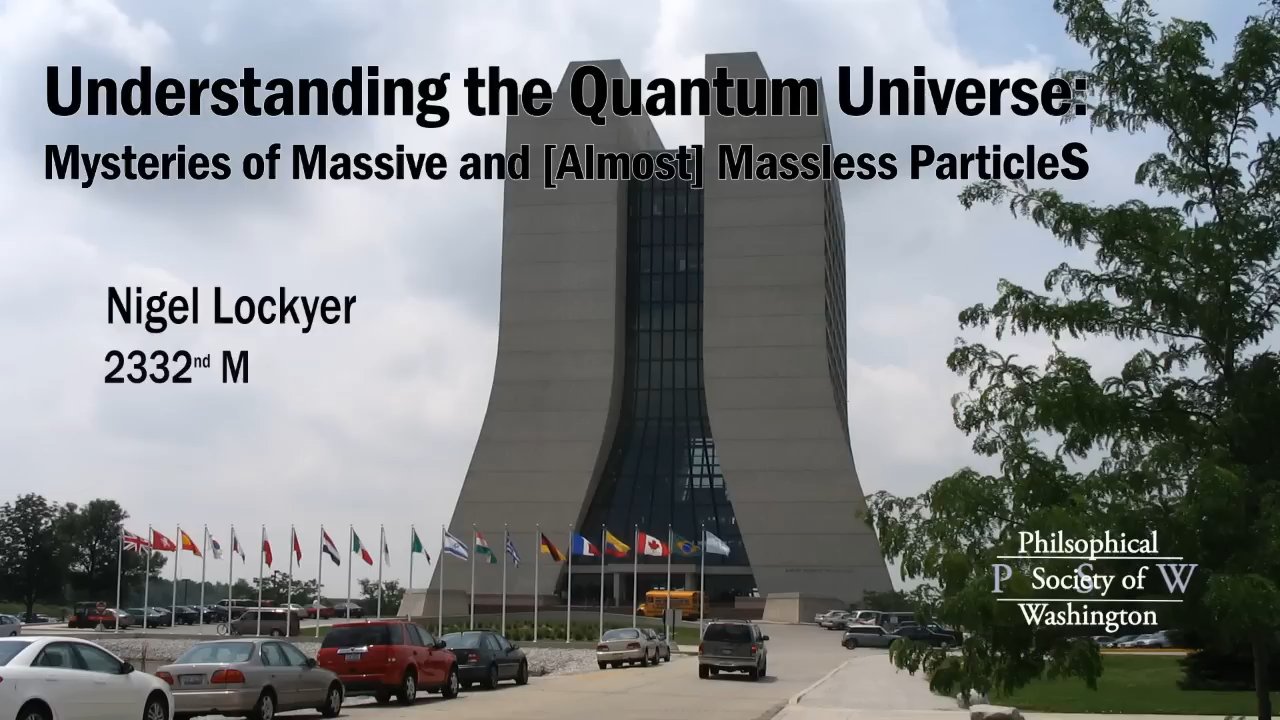 Understanding the Quantum Universe:
Mysteries of Massive and [Almost] Massless ParticleS
Nigel Lockyer
2332nd M
Philsophical
P S W
Society of
Washington